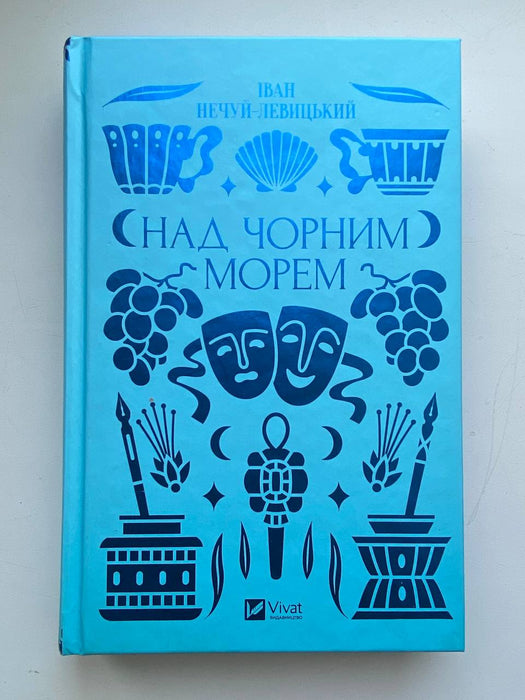 ІВАН
НЕЧУЙ-ЛЕВИЦЬКИЙ
НАД ЧОРНИМ
МОРЕМ
Vivat
ВИДАВНИЦТВО